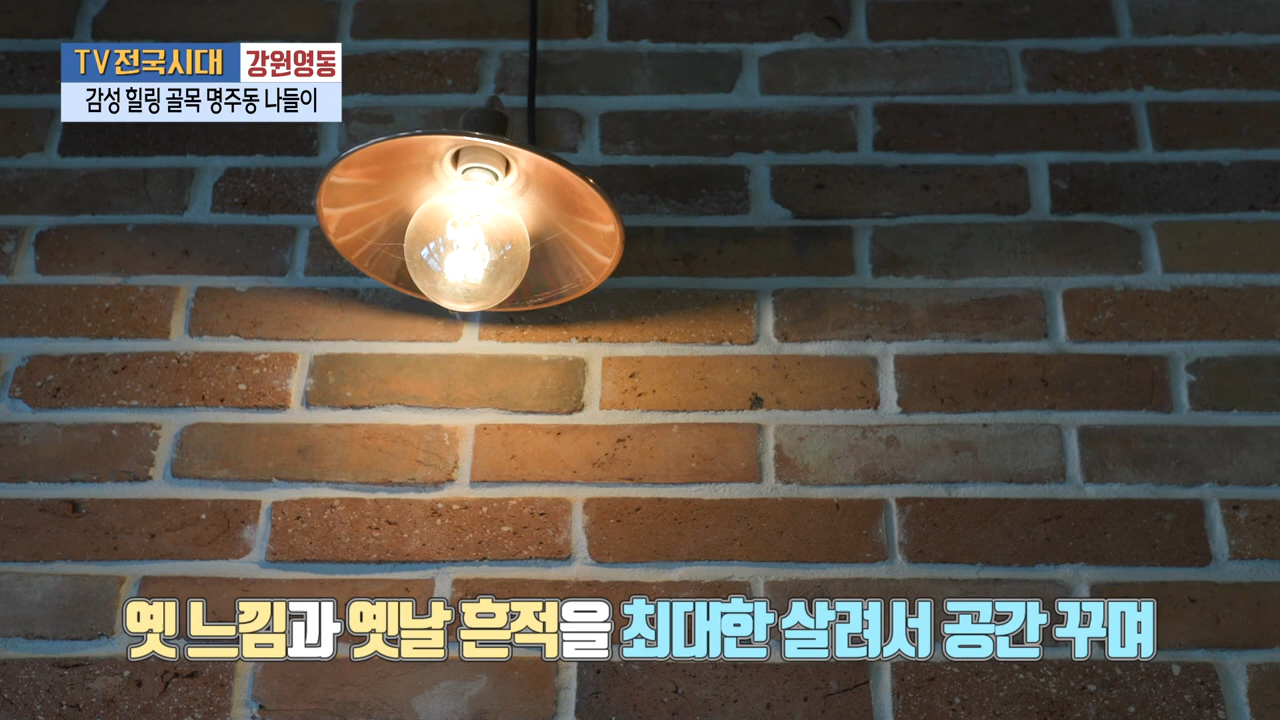 TV전국시대 강원영동
감성 힐링 골목 명주동 나들이
옛 느낌과 옛날 흔적을 최대한 살려서 공간 꾸며